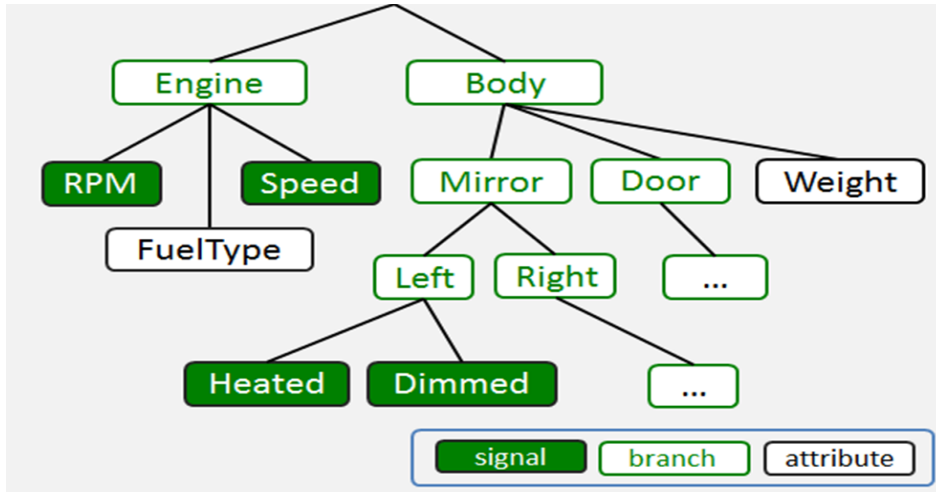 Engine
Body
RPM
Speed
Mirror
Door
Weight
FuelType
Left
Right
...
Heated
Dimmed
...
signal
branch
attribute